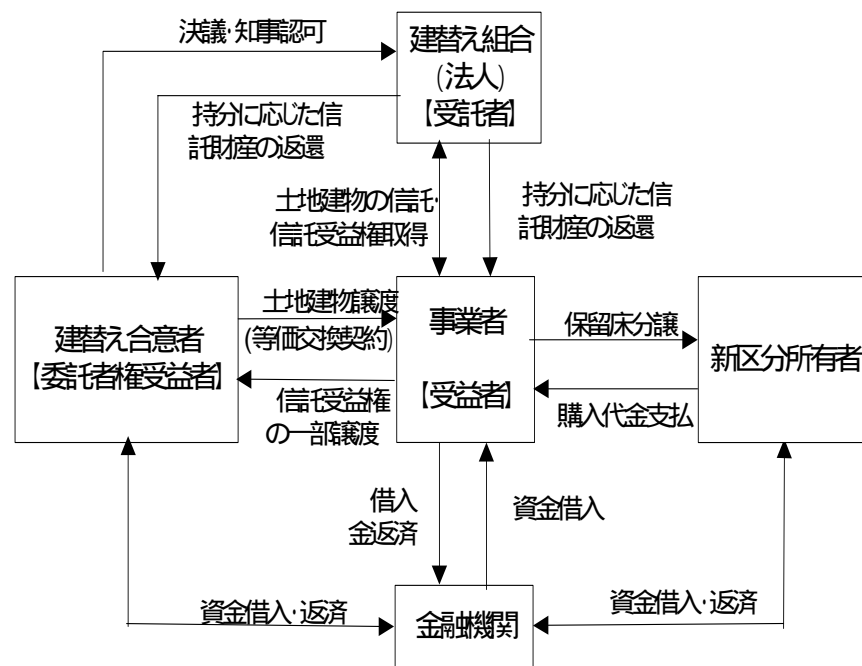 決議・知事認可
建替え組合
(法人)
【受託者】
持分に応じた信
託財産の返還
土地建物の信託・
信託受益権取得
持分に応じた信
託財産の返還
建替え合意者
【委託者権受益者】
土地建物譲度
(等価交換契約)
信託受益権
の一部譲度
事業者
【受益者】
保留床分譲
購入代金支払
新区分所有者
借入
金返済
資金借入
資金借入・返済
金融機関
資金借入・返済